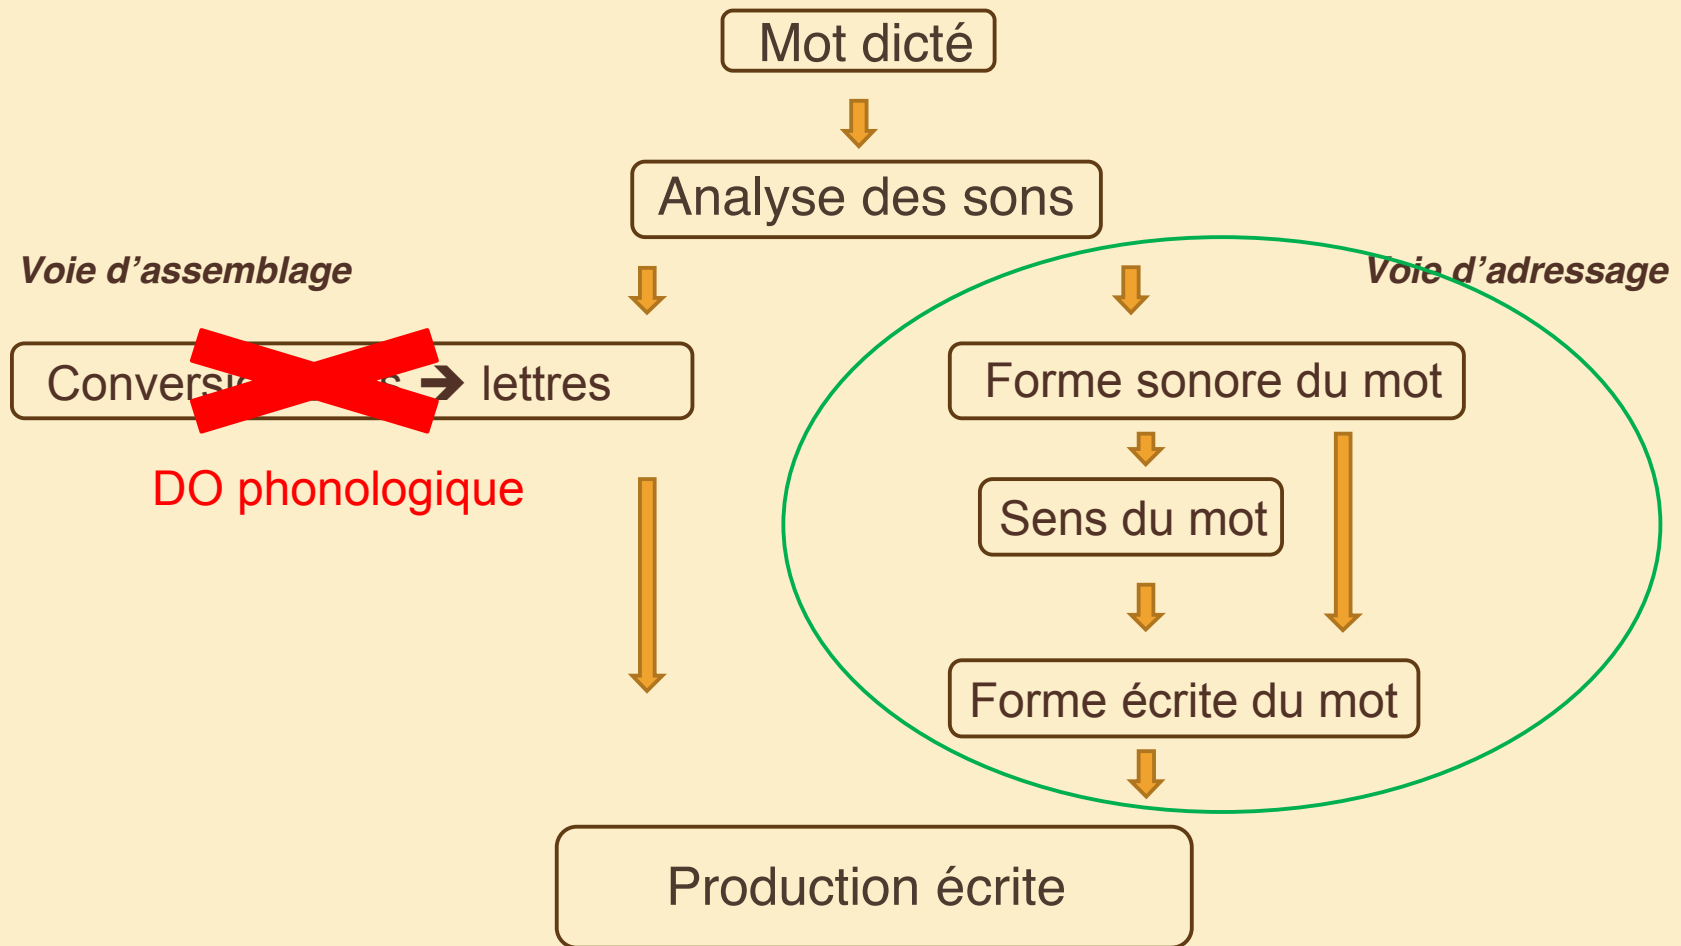 Mot dicté
Analyse des sons
Voie d'assemblage
Voie d'adressage
➔ lettres
Forme sonore du mot
DO phonologique
Sens du mot
Forme écrite du mot
Production écrite